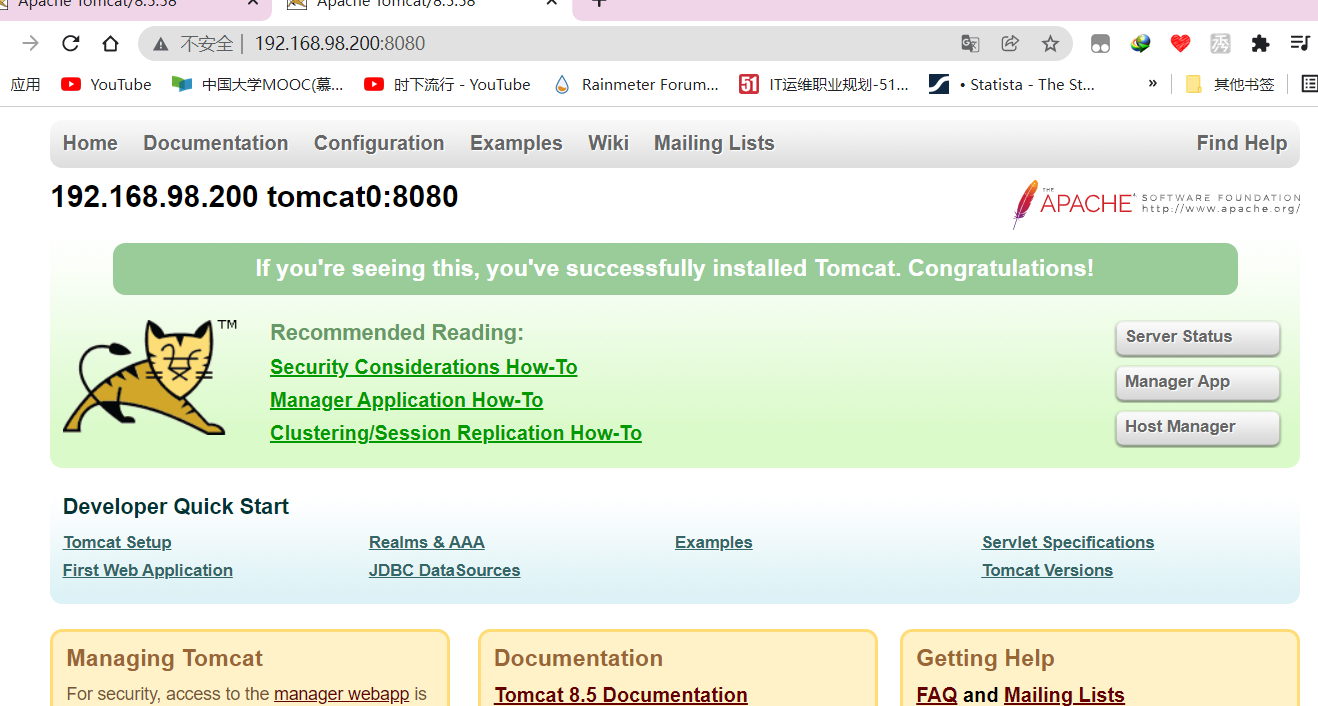 Apache Tomcat/8.5.58
Apache Tomcat/8.5.58
不安全 | 192.168.98.200:8080
应用 YouTube 中国大学MOOC(慕... 时下流行 - YouTube Rainmeter Forum... 51 IT运维职业规划-51... • Statista - The St... » 其他书签
Home Documentation Configuration Examples Wiki Mailing Lists Find Help
192.168.98.200 tomcat0:8080
THE APACHE SOFTWARE FOUNDATION
http://www.apache.org/
If you're seeing this, you've successfully installed Tomcat. Congratulations!
TM
Recommended Reading:
Security Considerations How-To
Manager Application How-To
Clustering/Session Replication How-To
Server Status
Manager App
Host Manager
Developer Quick Start
Tomcat Setup
First Web Application
Realms & AAA
JDBC DataSources
Examples
Servlet Specifications
Tomcat Versions
Managing Tomcat
For security, access to the manager webapp is
Documentation
Tomcat 8.5 Documentation
Getting Help
FAQ and Mailing Lists